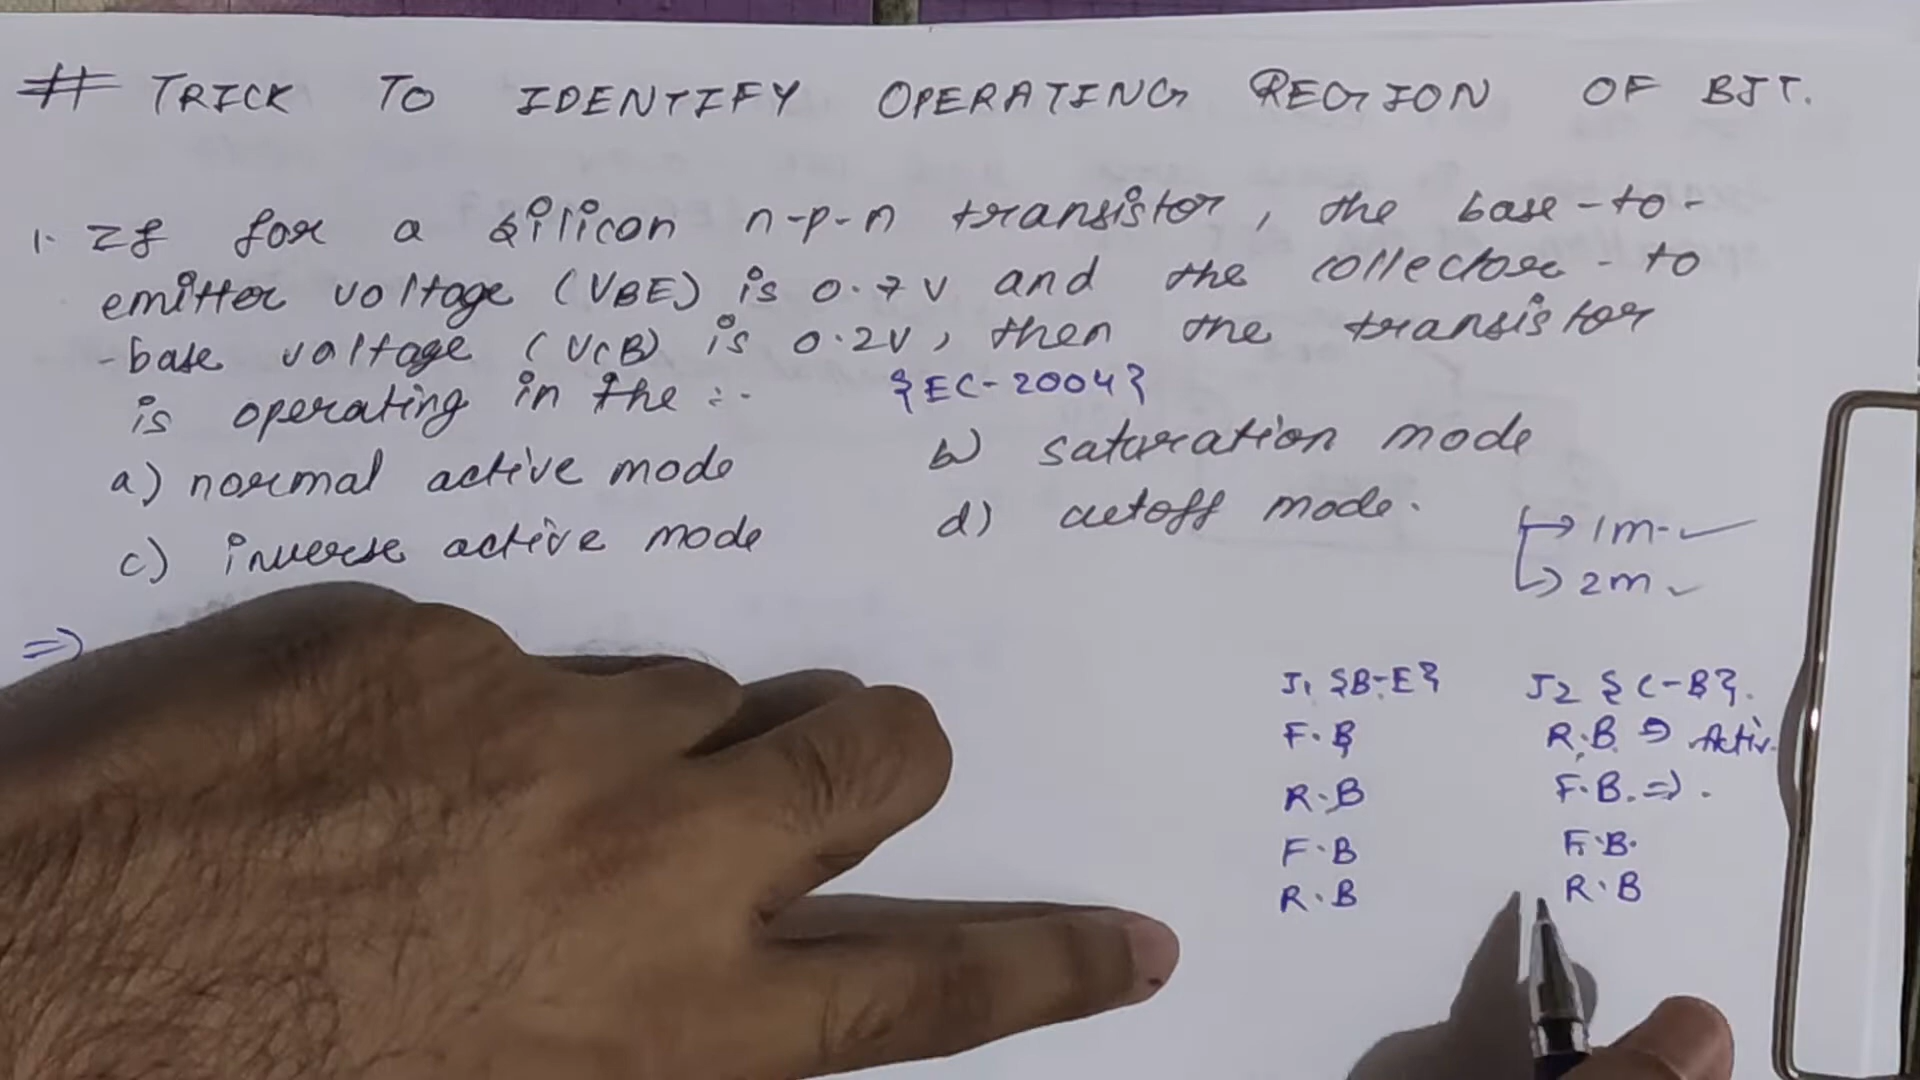 # TRICK TO IDENTIFY OPERATING REGION OF BJT.
1. If for a silicon n-p-n transistor, the base-to-
emitter voltage (VBE) is 0.7 V and the collector-to
-base voltage (VCB) is 0.2V, then the transistor
is operating in the :- {EC-2004}
a) normal active mode b) saturation mode
c) inverse active mode d) cutoff mode.
→ 1m- ✓
→ 2m ✓
⇒
J1 {B-E} J2 {C-B}.
F.B R.B ⇒ Activ.
R.B F.B. ⇒ .
F.B F.B.
R.B R.B